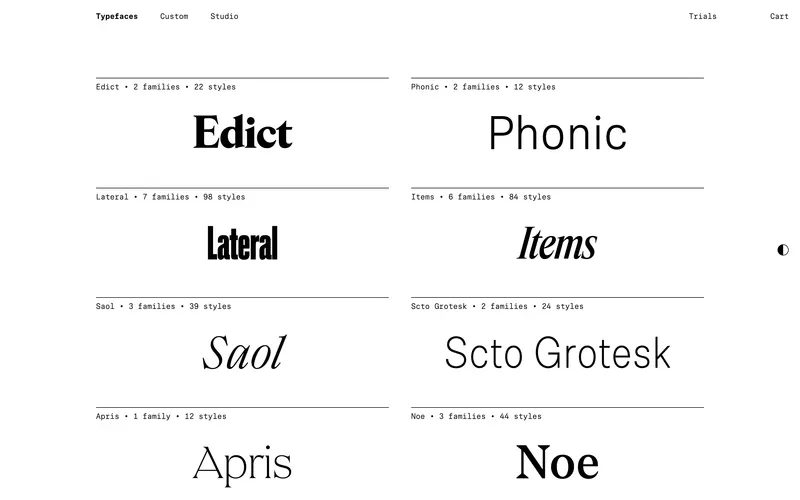 Typefaces Custom Studio Trials Cart
Edict • 2 families • 22 styles
Edict
Phonic • 2 families • 12 styles
Phonic
Lateral • 7 families • 98 styles
Lateral
Items • 6 families • 84 styles
Items
Saol • 3 families • 39 styles
Saol
Scto Grotesk • 2 families • 24 styles
Scto Grotesk
Apris • 1 family • 12 styles
Apris
Noe • 3 families • 44 styles
Noe